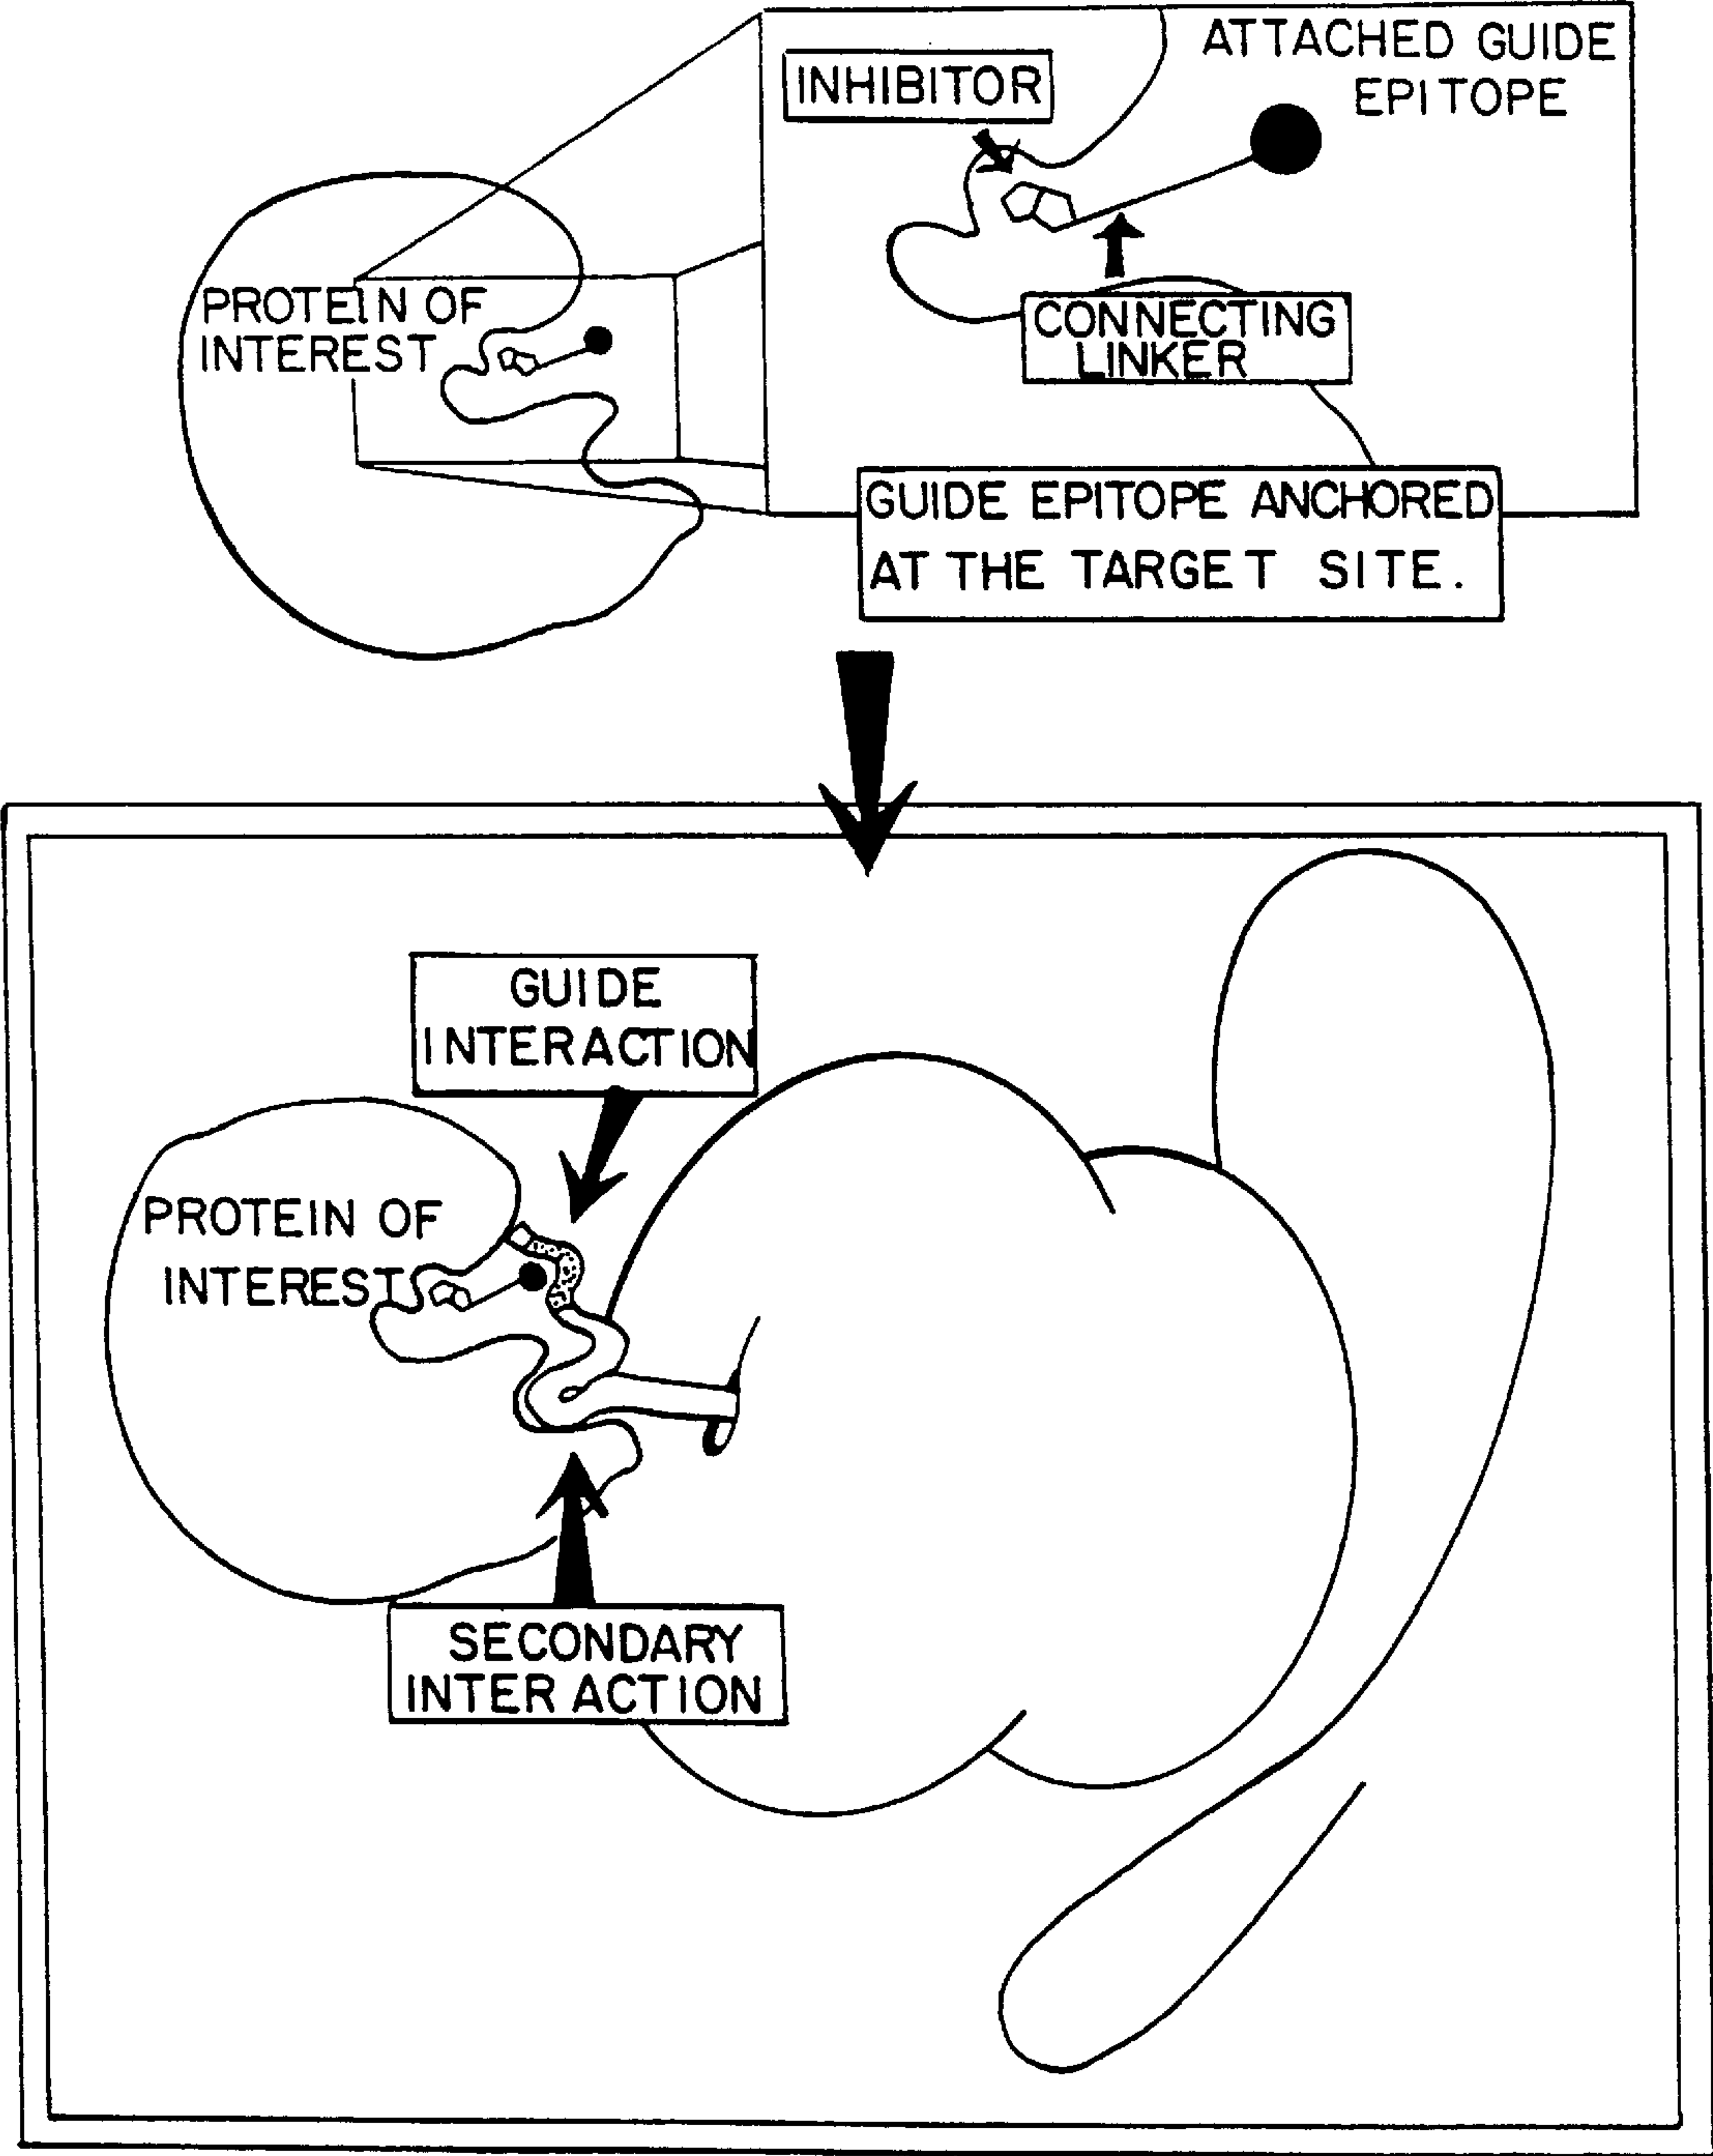 ATTACHED GUIDE
EPITOPE
INHIBITOR
PROTEIN OF
INTEREST
CONNECTING
LINKER
GUIDE EPITOPE ANCHORED
AT THE TARGET SITE.
GUIDE
INTERACTION
PROTEIN OF
INTEREST
SECONDARY
INTERACTION